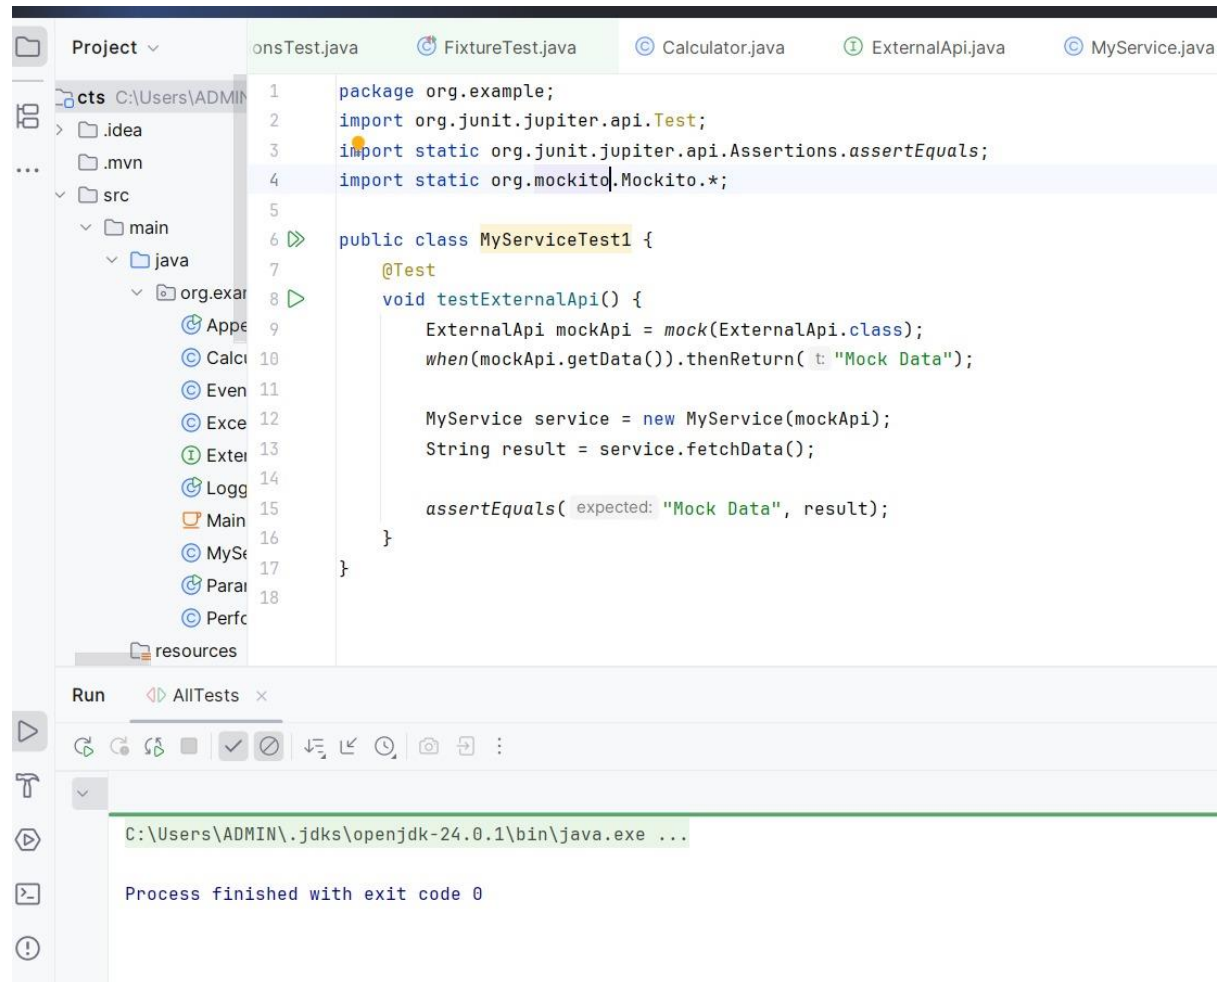 Project
onsTest.java
FixtureTest.java
Calculator.java
ExternalApi.java
MyService.java
cts C:\Users\ADMIN
.idea
.mvn
src
main
java
org.exar
Appe
Calcu
Even
Exce
Exter
Logg
Main
MySe
Parar
Perfo
resources
1 package org.example;
2 import org.junit.jupiter.api.Test;
3 import static org.junit.jupiter.api.Assertions.assertEquals;
4 import static org.mockito.Mockito.*;
5
6 public class MyServiceTest1 {
7 @Test
8 void testExternalApi() {
9 ExternalApi mockApi = mock(ExternalApi.class);
10 when(mockApi.getData()).thenReturn( t: "Mock Data");
11
12 MyService service = new MyService(mockApi);
13 String result = service.fetchData();
14
15 assertEquals( expected: "Mock Data", result);
16 }
17 }
18
Run AllTests
C:\Users\ADMIN\.jdks\openjdk-24.0.1\bin\java.exe ...
Process finished with exit code 0